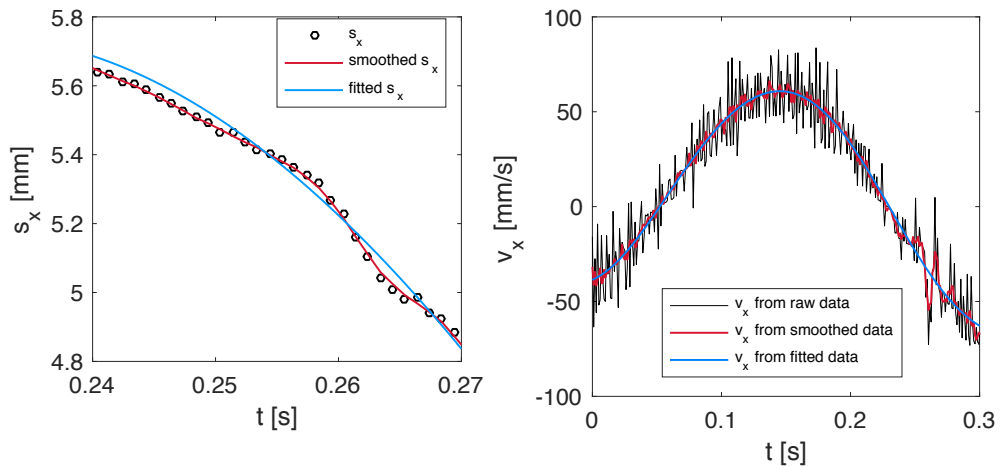 5.8
5.6
5.4
5.2
5
4.8
s_x [mm]
0.24
0.25
0.26
0.27
t [s]
s_x
smoothed s_x
fitted s_x
100
50
0
-50
-100
v_x [mm/s]
0
0.1
0.2
0.3
t [s]
v_x from raw data
v_x from smoothed data
v_x from fitted data